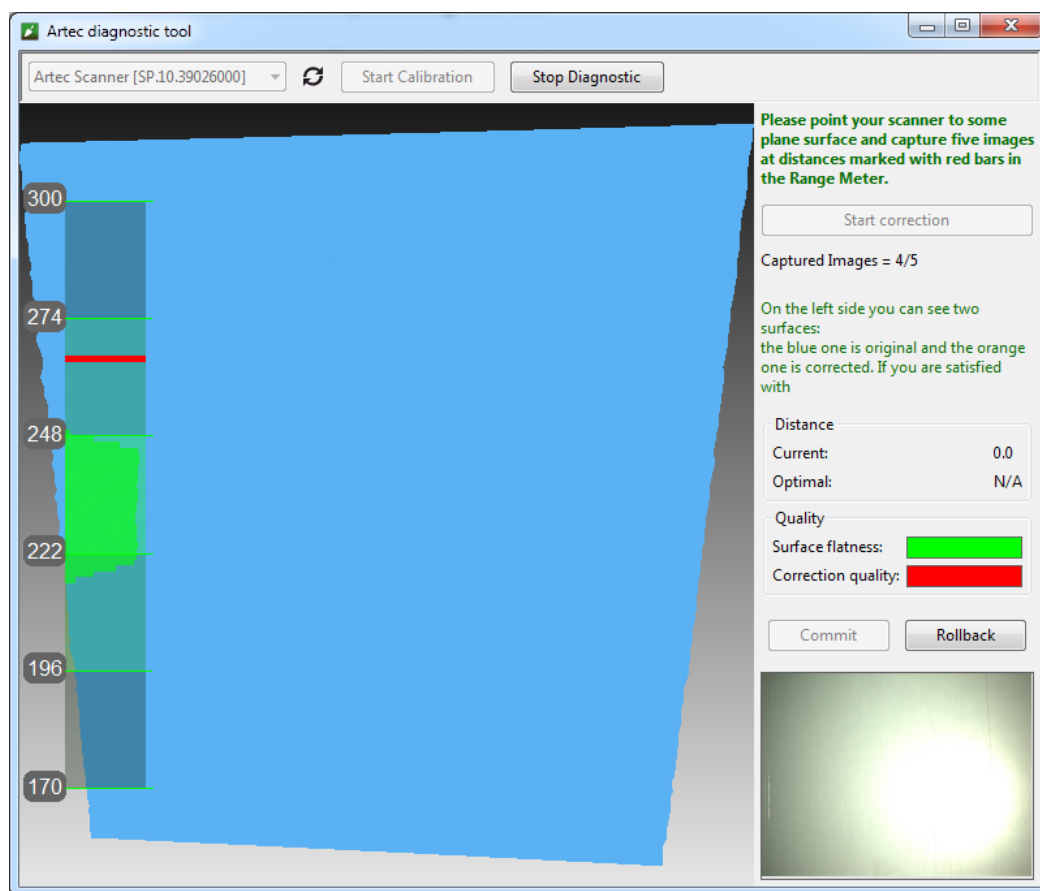 Artec diagnostic tool
Artec Scanner [SP.10.39026000]
Start Calibration
Stop Diagnostic
Please point your scanner to some
plane surface and capture five images
at distances marked with red bars in
the Range Meter.
Start correction
Captured Images = 4/5
On the left side you can see two
surfaces:
the blue one is original and the orange
one is corrected. If you are satisfied
with
Distance
Current: 0.0
Optimal: N/A
Quality
Surface flatness:
Correction quality:
Commit
Rollback
300
274
248
222
196
170